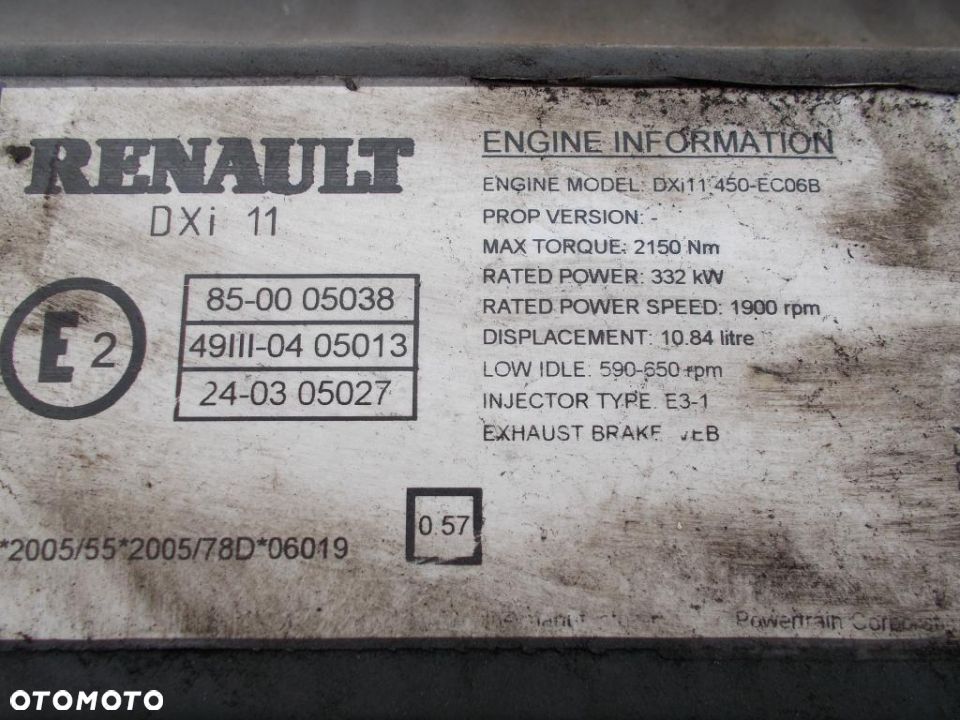 RENAULT
DXi 11
E 2
85-00 05038
49III-04 05013
24-03 05027
0.57
*2005/55*2005/78D*06019
ENGINE INFORMATION
ENGINE MODEL: DXi11 450-EC06B
PROP VERSION: -
MAX TORQUE: 2150 Nm
RATED POWER: 332 kW
RATED POWER SPEED: 1900 rpm
DISPLACEMENT: 10.84 litre
LOW IDLE: 590-650 rpm
INJECTOR TYPE: E3-1
EXHAUST BRAKE
Powertrain
OTOMOTO